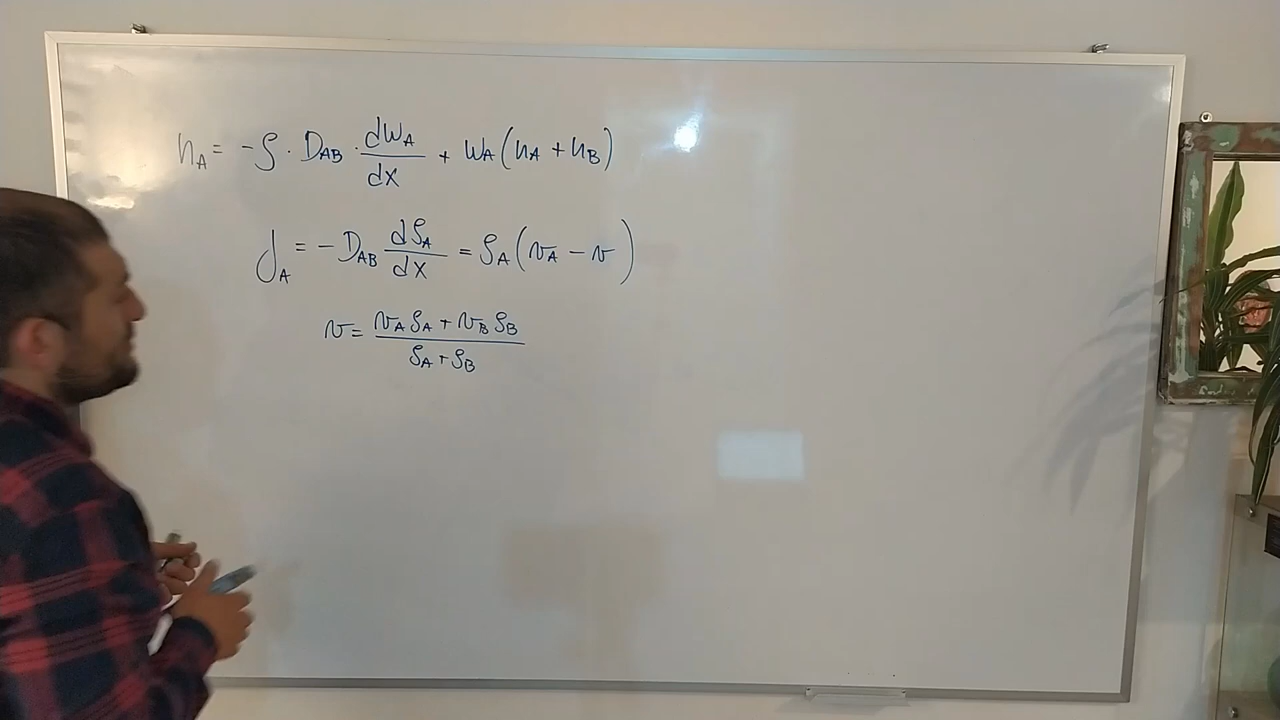 n_A = -ρ · D_AB · dw_A/dx + w_A (n_A + n_B)
j_A = -D_AB dρ_A/dx = ρ_A (v_A - v)
v = (v_A ρ_A + v_B ρ_B)/(ρ_A + ρ_B)